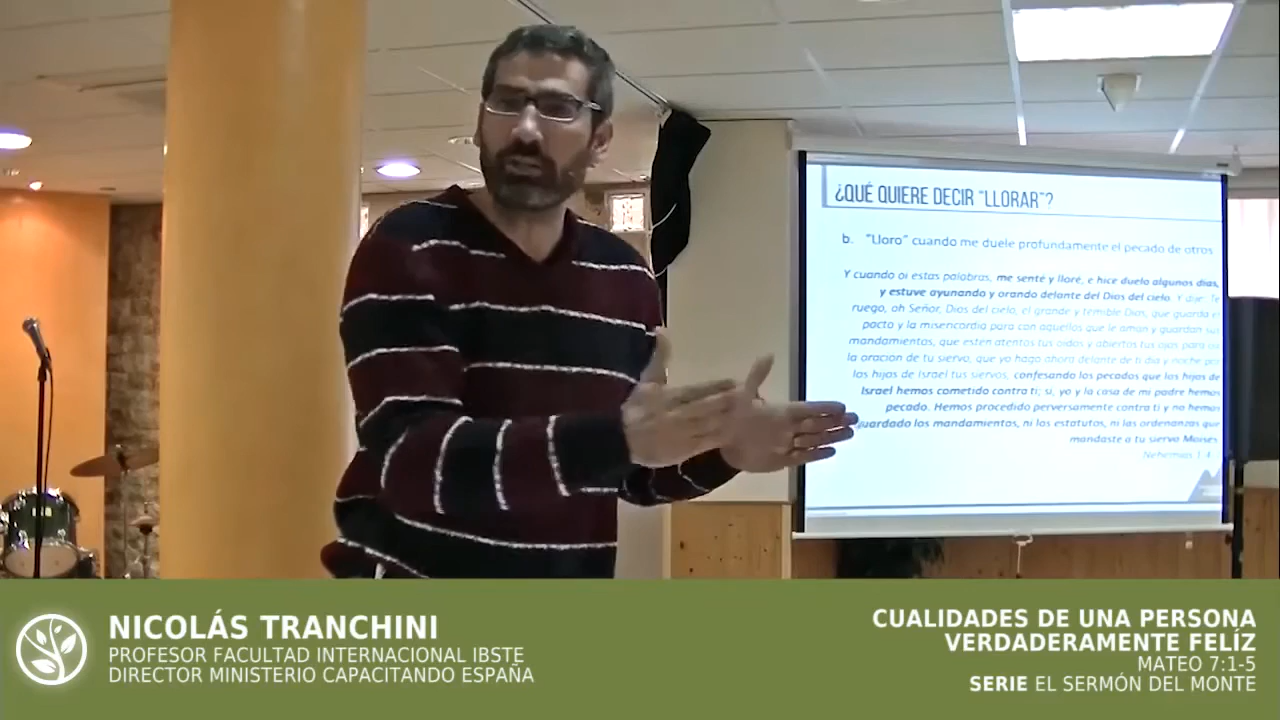 ¿QUÉ QUIERE DECIR "LLORAR"?
b. "Lloro" cuando me duele profundamente el pecado de otros
Y cuando oí estas palabras, me senté y lloré, e hice duelo algunos días,
y estuve ayunando y orando delante del Dios del cielo. Y dije: Te
ruego, oh Señor, Dios del cielo, el grande y temible Dios, que guarda el
pacto y la misericordia para con aquellos que le aman y guardan sus
mandamientos, que estén atentos tus oídos y abiertos tus ojos para oír
la oración de tu siervo, que yo hago ahora delante de ti día y noche por
los hijos de Israel tus siervos, confesando los pecados que los hijos de
Israel hemos cometido contra ti; sí, yo y la casa de mi padre hemos
pecado. Hemos procedido perversamente contra ti y no hemos
guardado los mandamientos, ni los estatutos, ni las ordenanzas que
mandaste a tu siervo Moisés.
Nehemías 1:4
NICOLÁS TRANCHINI
PROFESOR FACULTAD INTERNACIONAL IBSTE
DIRECTOR MINISTERIO CAPACITANDO ESPAÑA
CUALIDADES DE UNA PERSONA
VERDADERAMENTE FELÍZ
MATEO 7:1-5
SERIE EL SERMÓN DEL MONTE